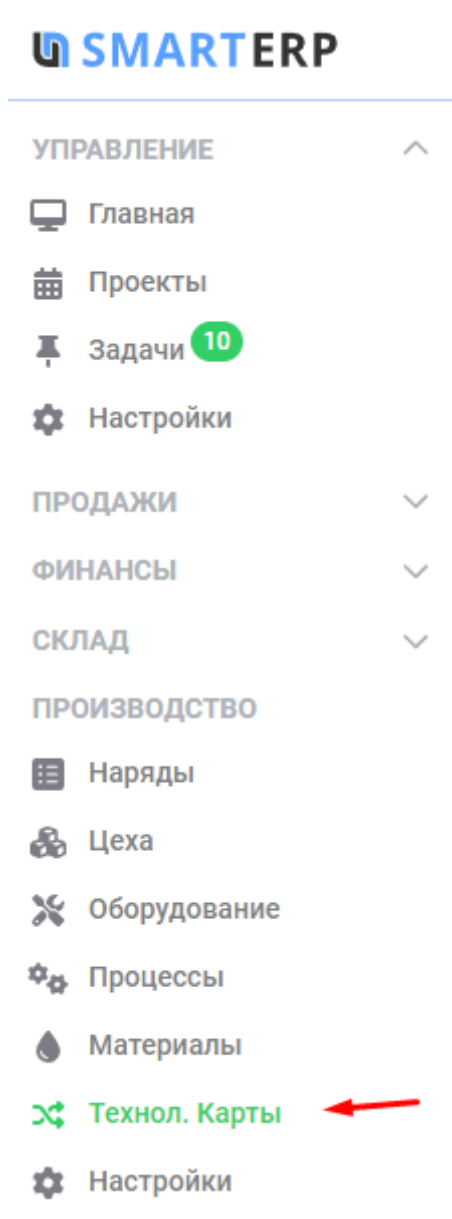 SMARTERP
УПРАВЛЕНИЕ
Главная
Проекты
Задачи 10
Настройки
ПРОДАЖИ
ФИНАНСЫ
СКЛАД
ПРОИЗВОДСТВО
Наряды
Цеха
Оборудование
Процессы
Материалы
Технол. Карты
Настройки